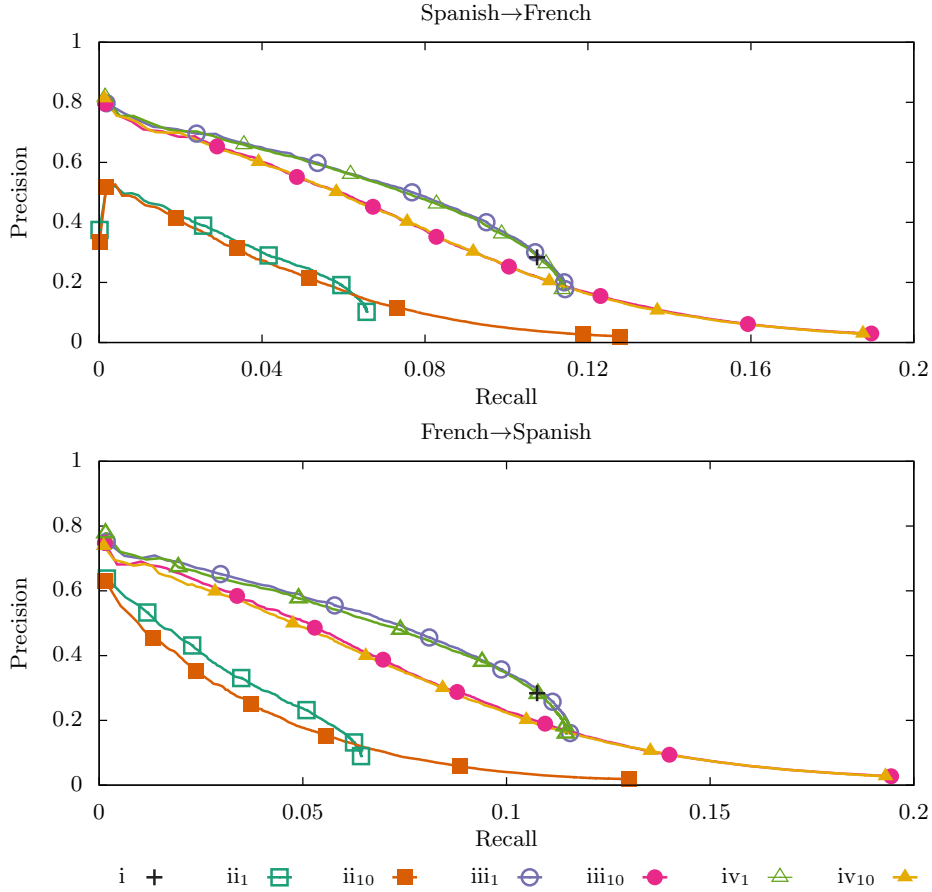 Spanish→French
1
0.8
0.6
0.4
0.2
0
Precision
0 0.04 0.08 0.12 0.16 0.2
Recall
French→Spanish
1
0.8
0.6
0.4
0.2
0
Precision
0 0.05 0.1 0.15 0.2
Recall
i ii₁ ii₁₀ iii₁ iii₁₀ iv₁ iv₁₀